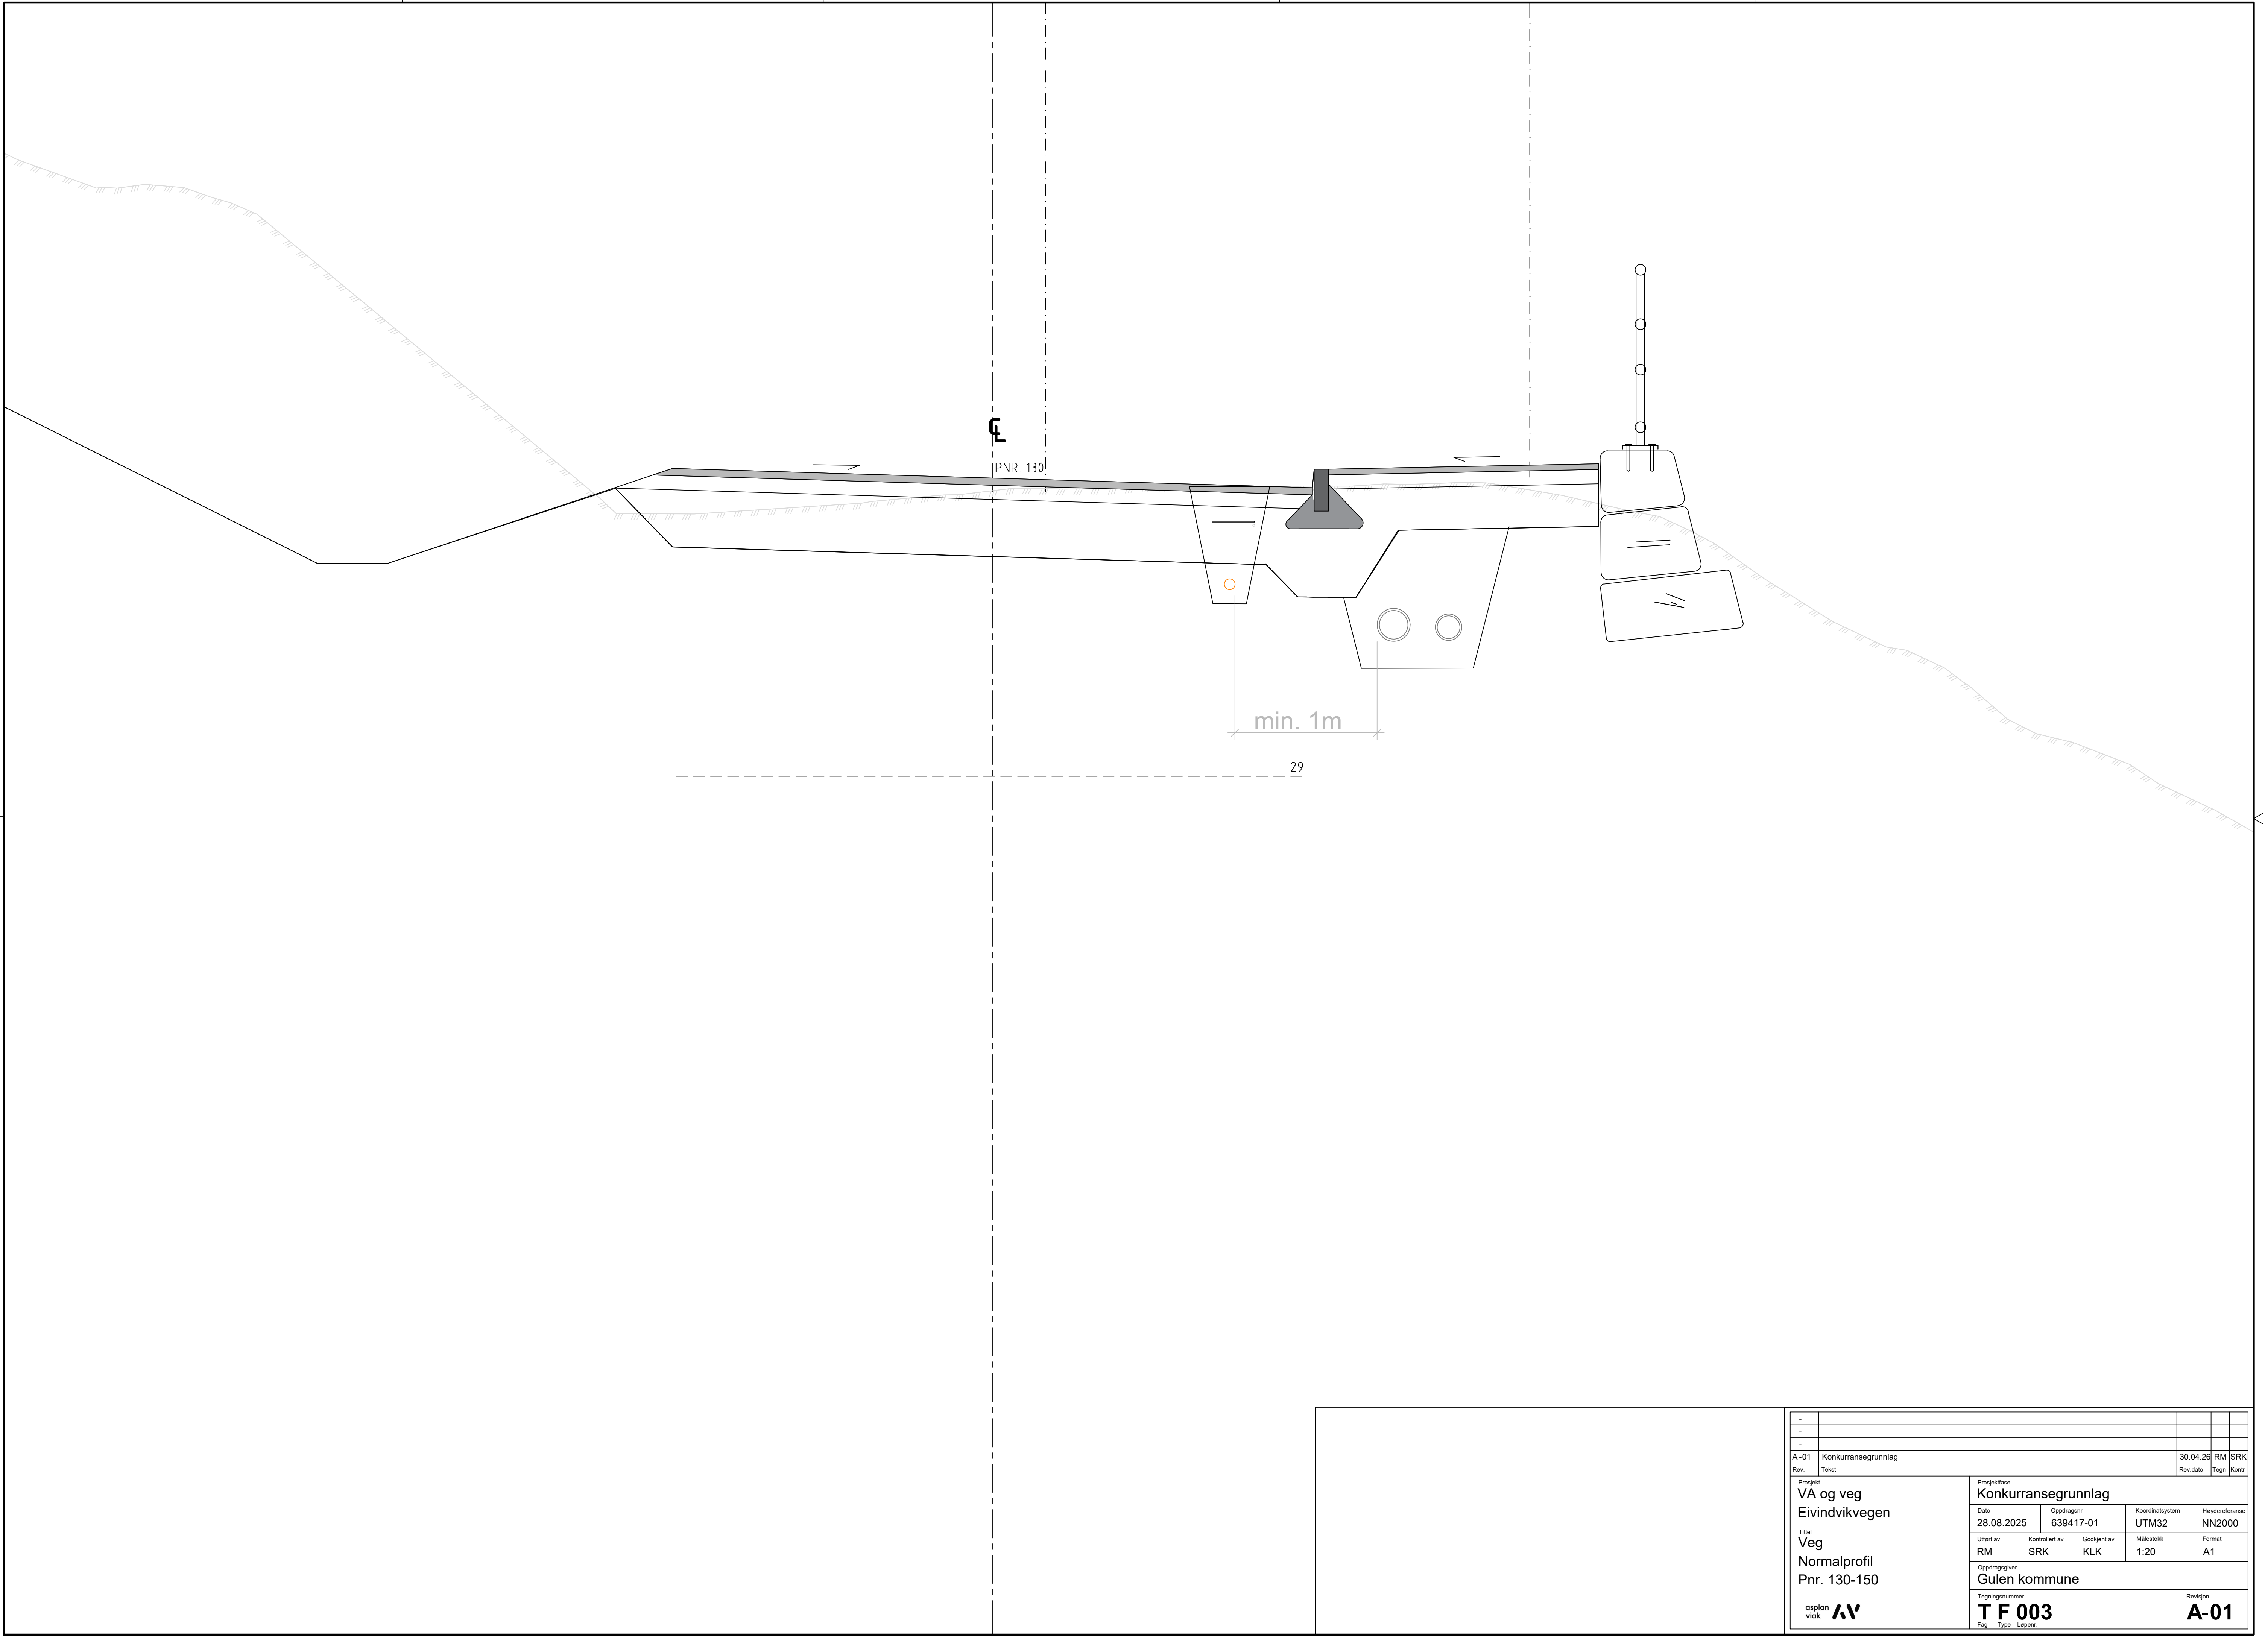 ℄
PNR. 130
min. 1m
29
-
-
-
A-01 Konkurransegrunnlag 30.04.26 RM SRK
Rev. Tekst Rev.dato Tegn Kontr
Prosjekt
VA og veg
Eivindvikvegen
Tittel
Veg
Normalprofil
Pnr. 130-150
asplan
viak
Prosjektfase
Konkurransegrunnlag
Dato Oppdragsnr Koordinatsystem Høydereferanse
28.08.2025 639417-01 UTM32 NN2000
Utført av Kontrollert av Godkjent av Målestokk Format
RM SRK KLK 1:20 A1
Oppdragsgiver
Gulen kommune
Tegningsnummer Revisjon
T F 003 A-01
Fag Type Løpenr.